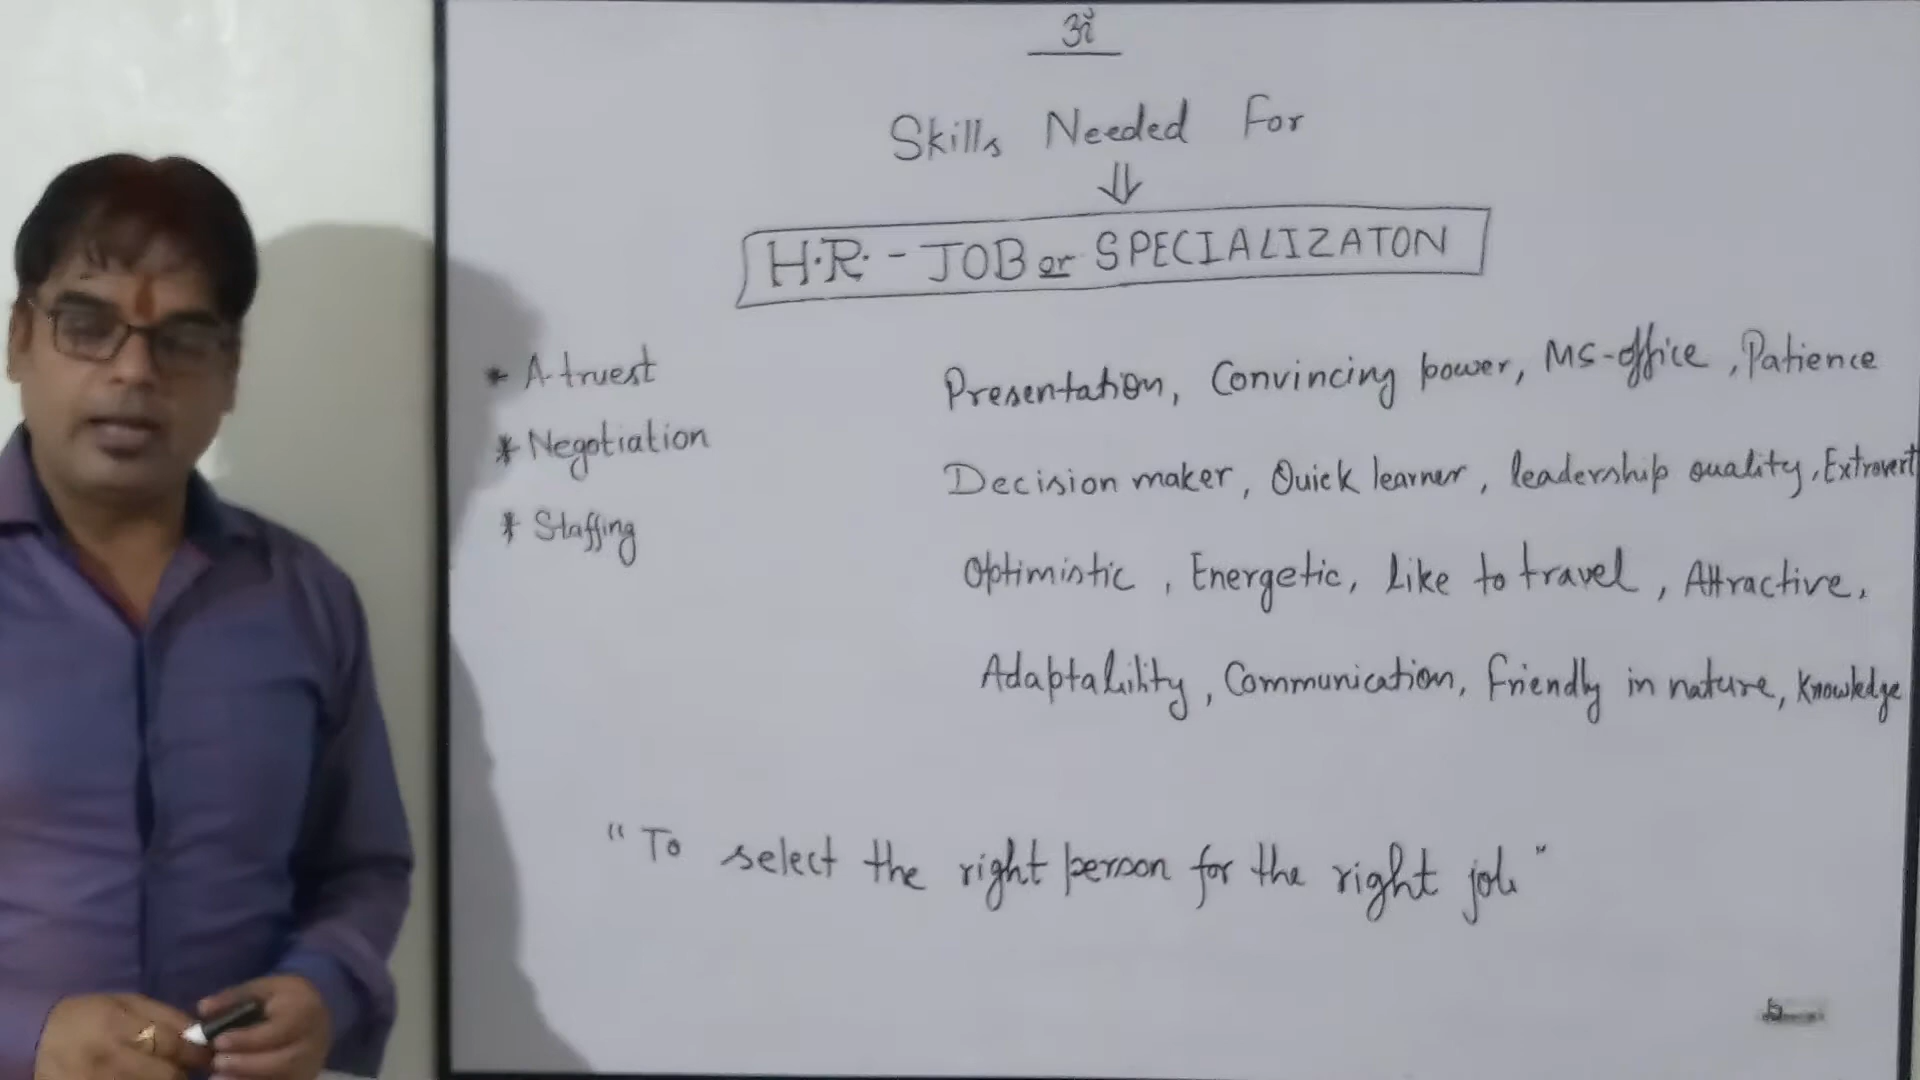 ॐ
Skills Needed For
⇓
H.R. - JOB or SPECIALIZATON
* A truest
* Negotiation
* Staffing
Presentation, Convincing power, MS-office, Patience
Decision maker, Quick learner, leadership quality, Extrovert
Optimistic, Energetic, Like to travel, Attractive,
Adaptability, Communication, friendly in nature, Knowledge
"To select the right person for the right job"